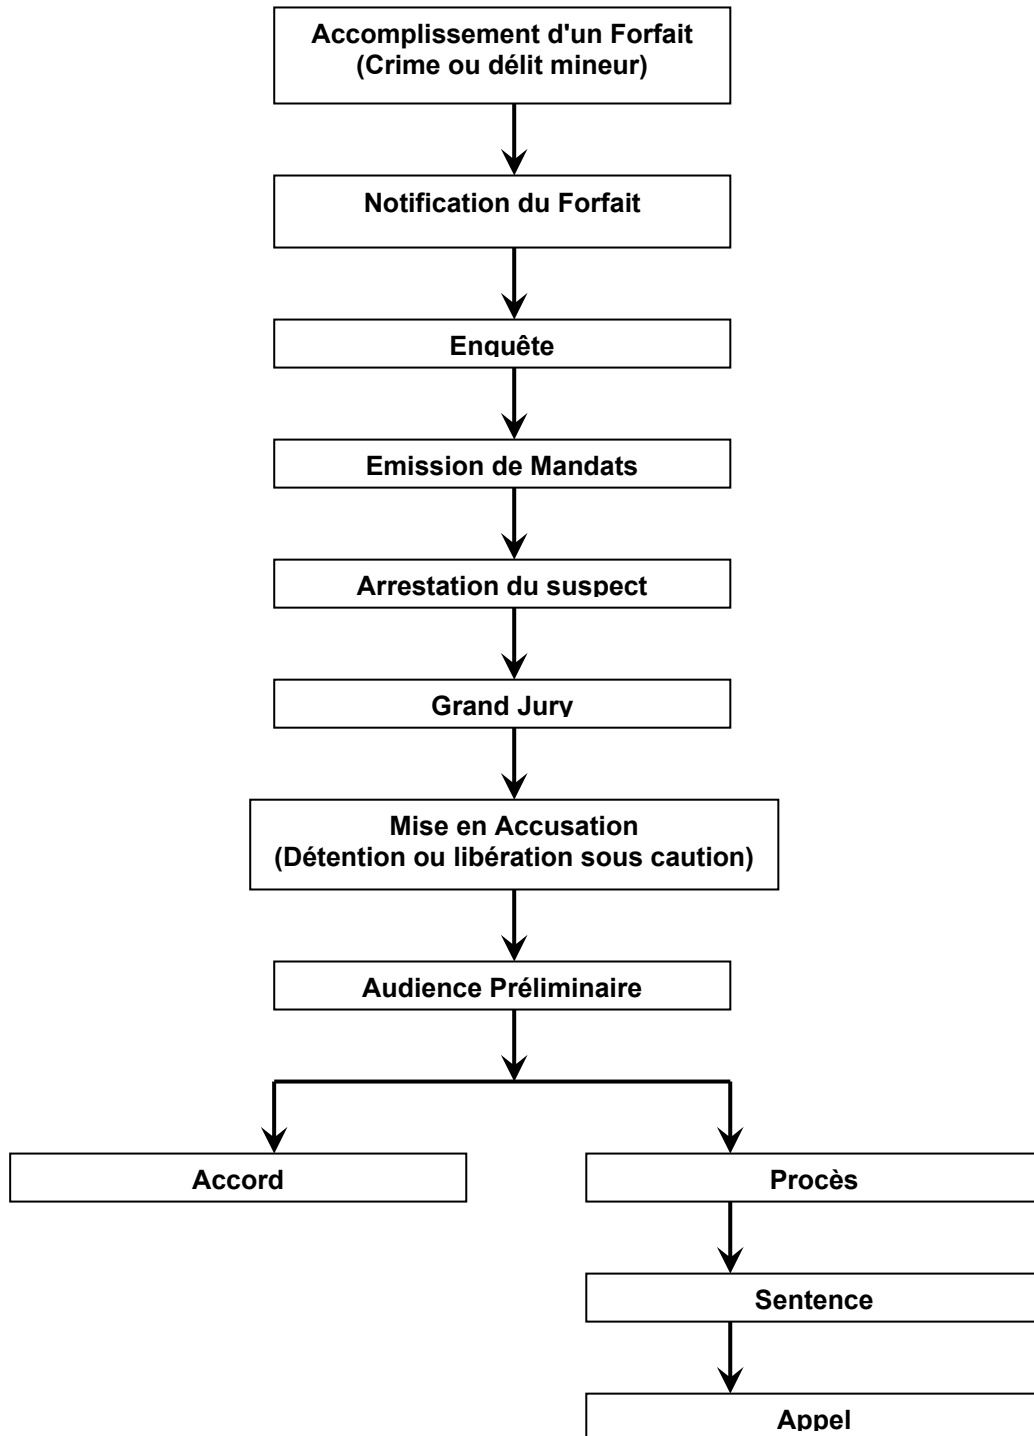 Accomplissement d'un Forfait
(Crime ou délit mineur)
Notification du Forfait
Enquête
Emission de Mandats
Arrestation du suspect
Grand Jury
Mise en Accusation
(Détention ou libération sous caution)
Audience Préliminaire
Accord
Procès
Sentence
Appel